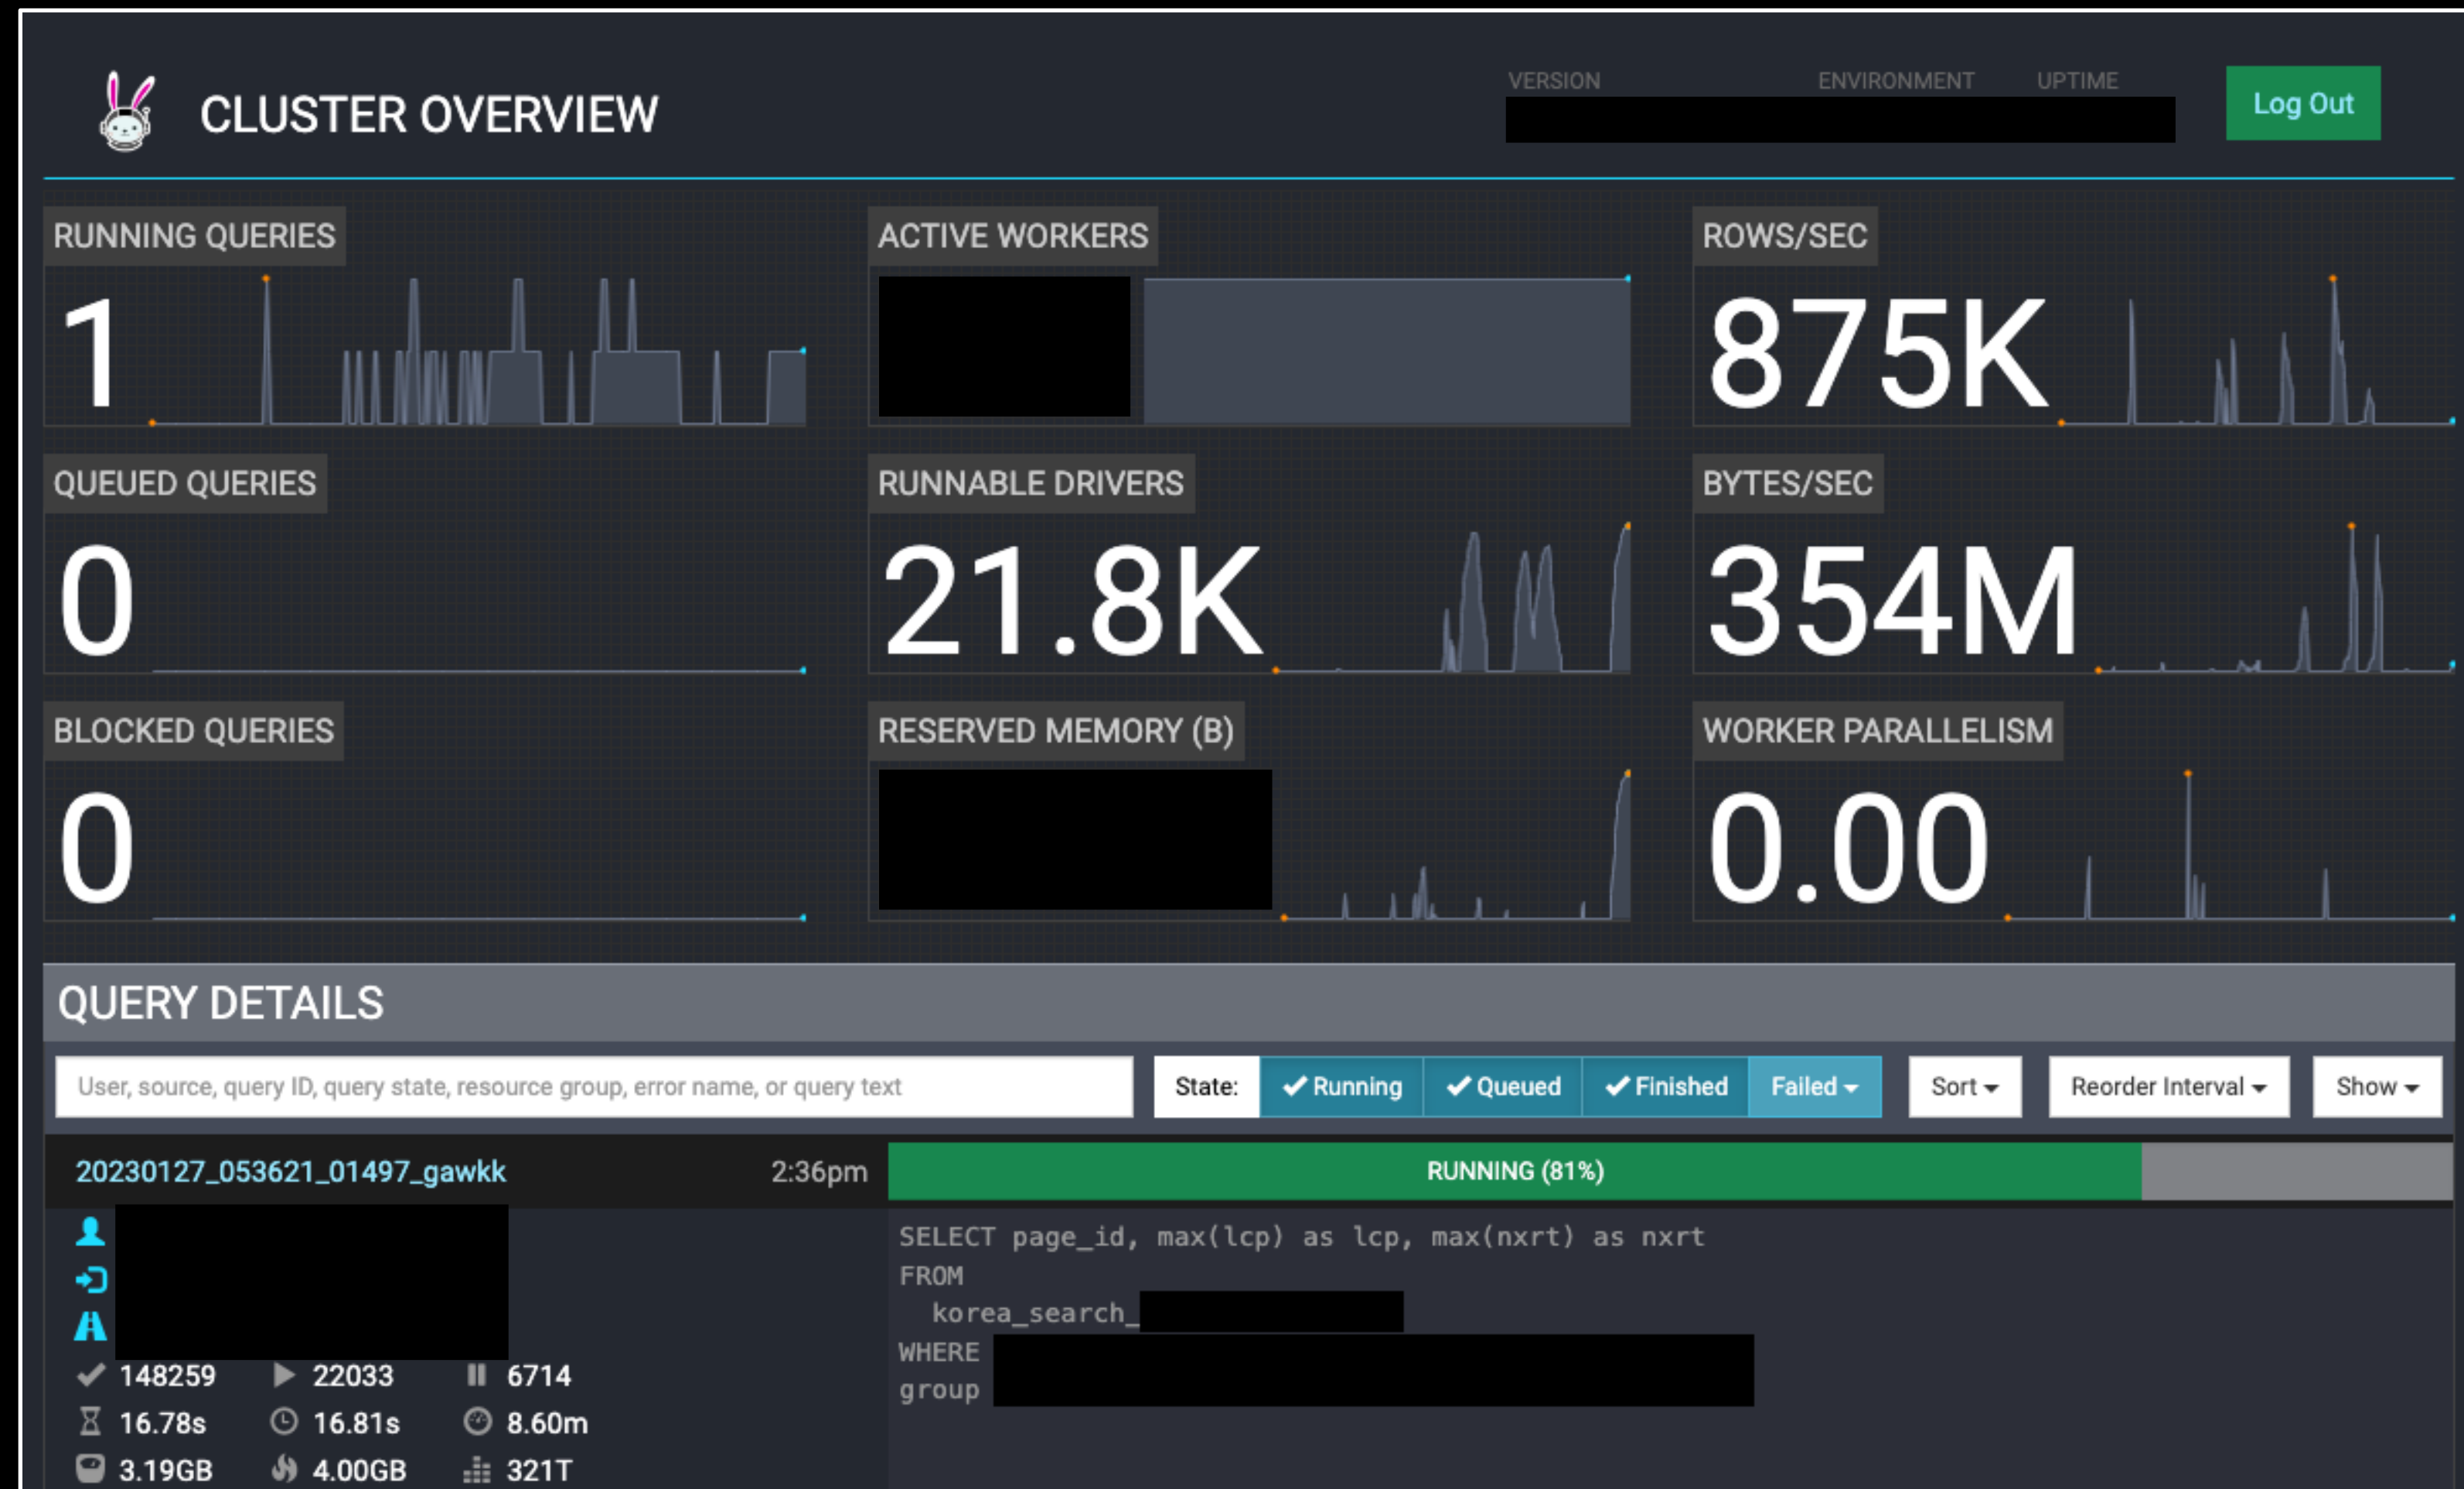 CLUSTER OVERVIEW
VERSION
ENVIRONMENT
UPTIME
Log Out
RUNNING QUERIES
1
ACTIVE WORKERS
ROWS/SEC
875K
QUEUED QUERIES
0
RUNNABLE DRIVERS
21.8K
BYTES/SEC
354M
BLOCKED QUERIES
0
RESERVED MEMORY (B)
WORKER PARALLELISM
0.00
QUERY DETAILS
User, source, query ID, query state, resource group, error name, or query text
State:
Running
Queued
Finished
Failed
Sort
Reorder Interval
Show
20230127_053621_01497_gawkk
2:36pm
RUNNING (81%)
148259 22033 6714
16.78s 16.81s 8.60m
3.19GB 4.00GB 321T
SELECT page_id, max(lcp) as lcp, max(nxrt) as nxrt
FROM
korea_search_
WHERE
group